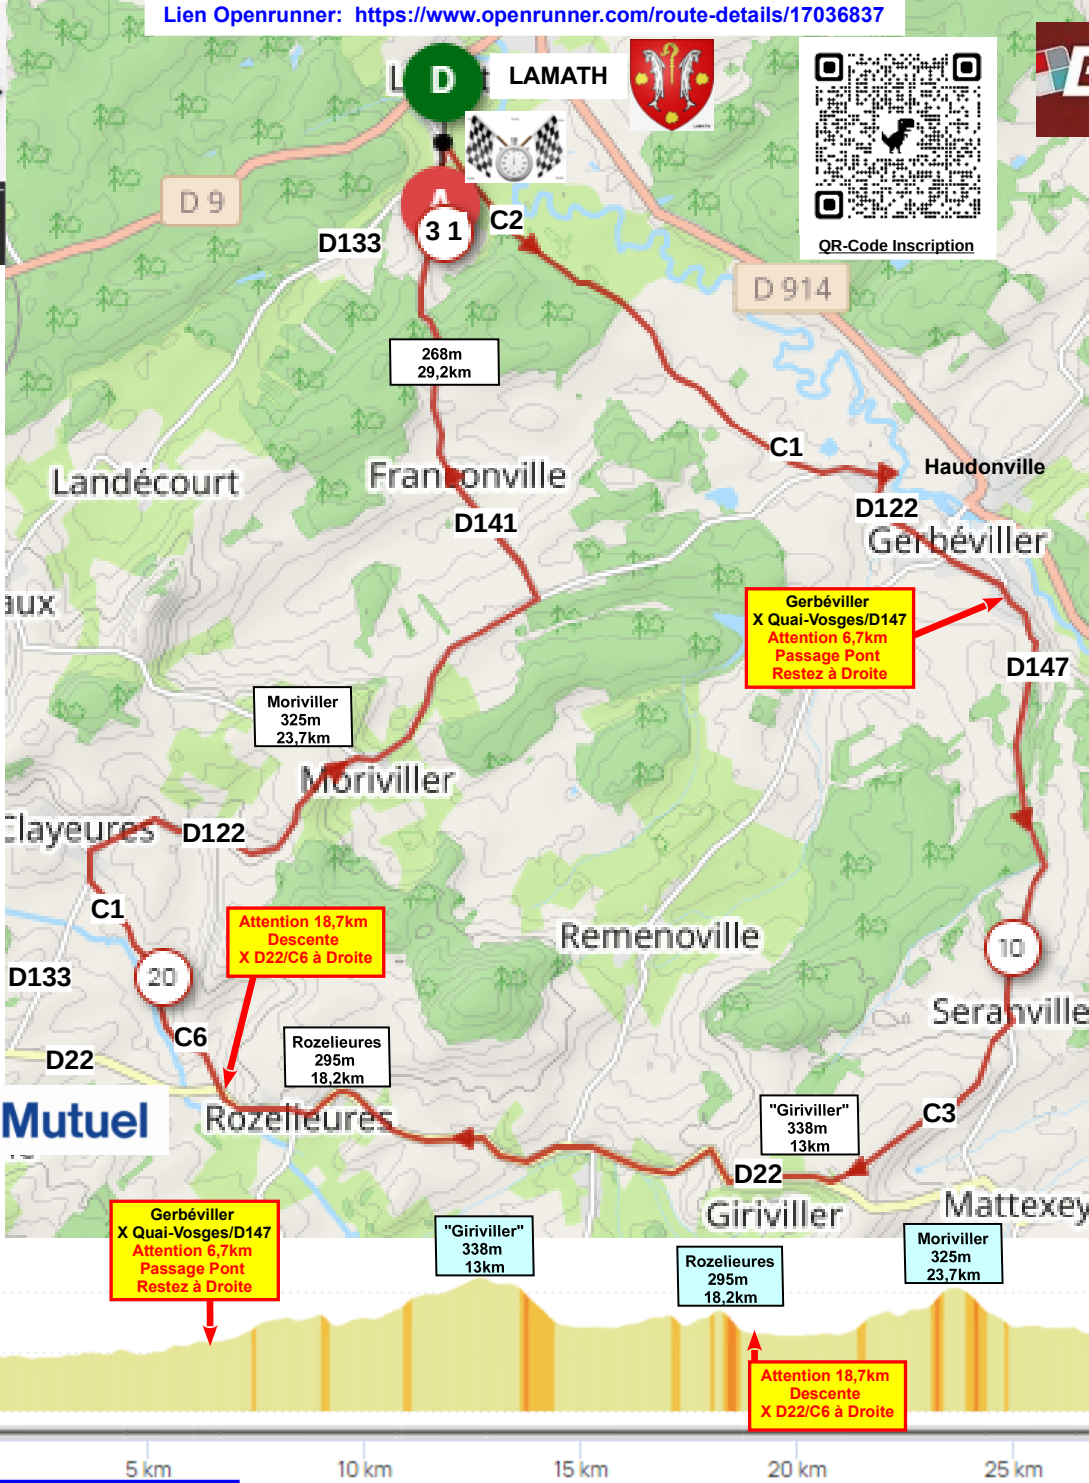 Lien Openrunner: https://www.openrunner.com/route-details/17036837
D
LAMATH
D 9
D133
A
3 1
C2
QR-Code Inscription
D 914
268m
29,2km
C1
Haudonville
Landécourt
Franconville
D122
D141
Gerbéviller
aux
Gerbéviller
X Quai-Vosges/D147
Attention 6,7km
Passage Pont
Restez à Droite
D147
Moriviller
325m
23,7km
Moriviller
Clayeures
D122
C1
Attention 18,7km
Descente
X D22/C6 à Droite
Remenoville
10
D133
20
Seranville
C6
Rozelieures
295m
18,2km
D22
"Giriviller"
338m
13km
C3
Mutuel
Rozelieures
D22
Giriviller
Mattexey
Gerbéviller
X Quai-Vosges/D147
Attention 6,7km
Passage Pont
Restez à Droite
"Giriviller"
338m
13km
Rozelieures
295m
18,2km
Moriviller
325m
23,7km
Attention 18,7km
Descente
X D22/C6 à Droite
5 km
10 km
15 km
20 km
25 km